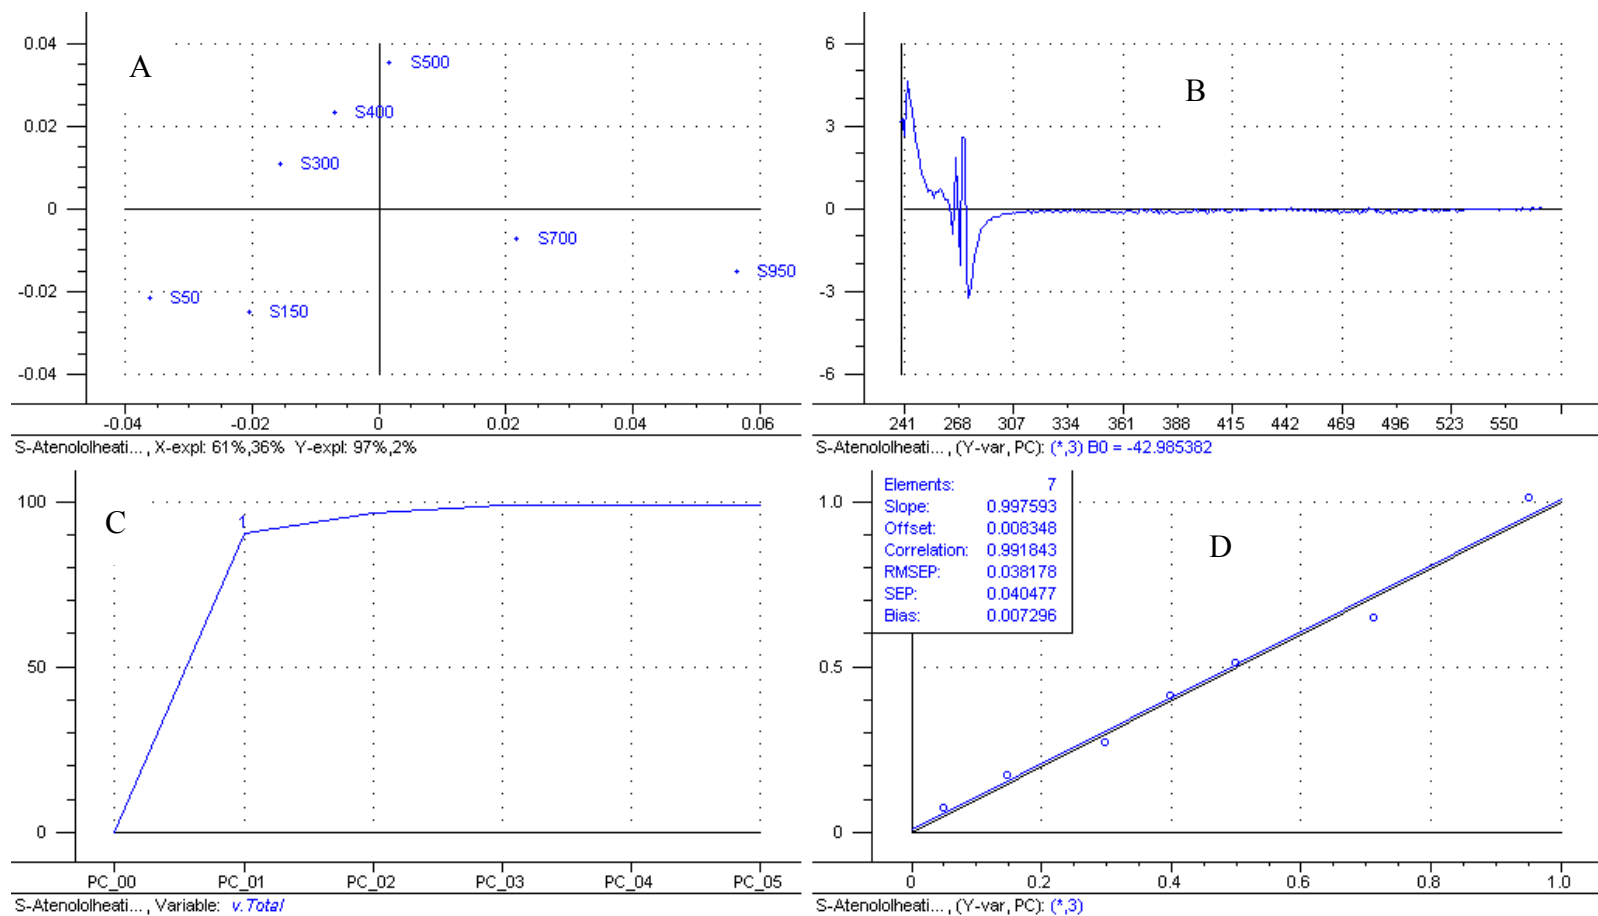 A
0.04
0.02
0
-0.02
-0.04
S500
S400
S300
S700
S950
S50
S150
-0.04 -0.02 0 0.02 0.04 0.06
S-Atenololheati... , X-expl: 61%,36% Y-expl: 97%,2%
B
6
3
0
-3
-6
241 268 307 334 361 388 415 442 469 496 523 550
S-Atenololheati... , (Y-var, PC): (*,3) B0 = -42.985382
C
100
50
0
1
PC_00 PC_01 PC_02 PC_03 PC_04 PC_05
S-Atenololheati... , Variable: v.Total
D
1.0
0.5
0
Elements: 7
Slope: 0.997593
Offset: 0.008348
Correlation: 0.991843
RMSEP: 0.038178
SEP: 0.040477
Bias: 0.007296
0 0.2 0.4 0.6 0.8 1.0
S-Atenololheati... , (Y-var, PC): (*,3)